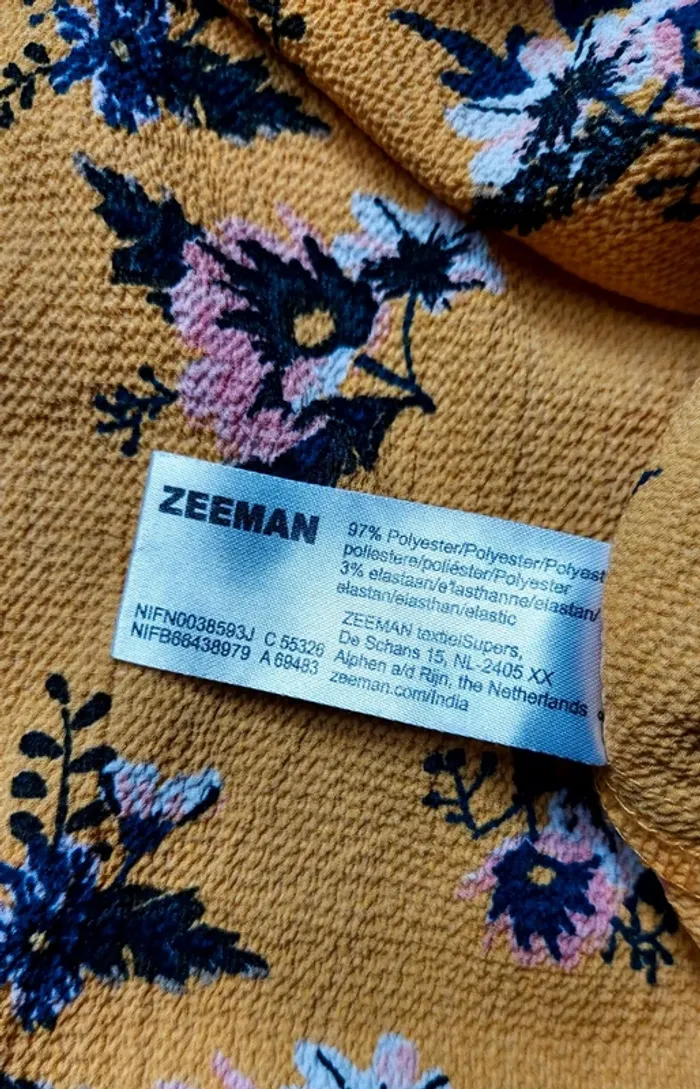 ZEEMAN
97% Polyester/Polyester/Polyest
poliestere/poliéster/Polyester
3% elastaan/e'lasthanne/elastan/
elastan/elasthan/elastic
NIFN0038593J C 55326
NIFB66438979 A 69483
ZEEMAN textielSupers,
De Schans 15, NL-2405 XX
Alphen a/d Rijn, the Netherlands
zeeman.com/India